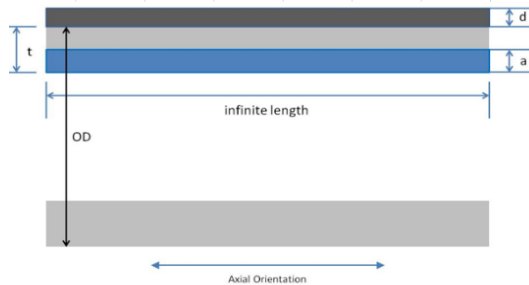 d
t
a
infinite length
OD
Axial Orientation